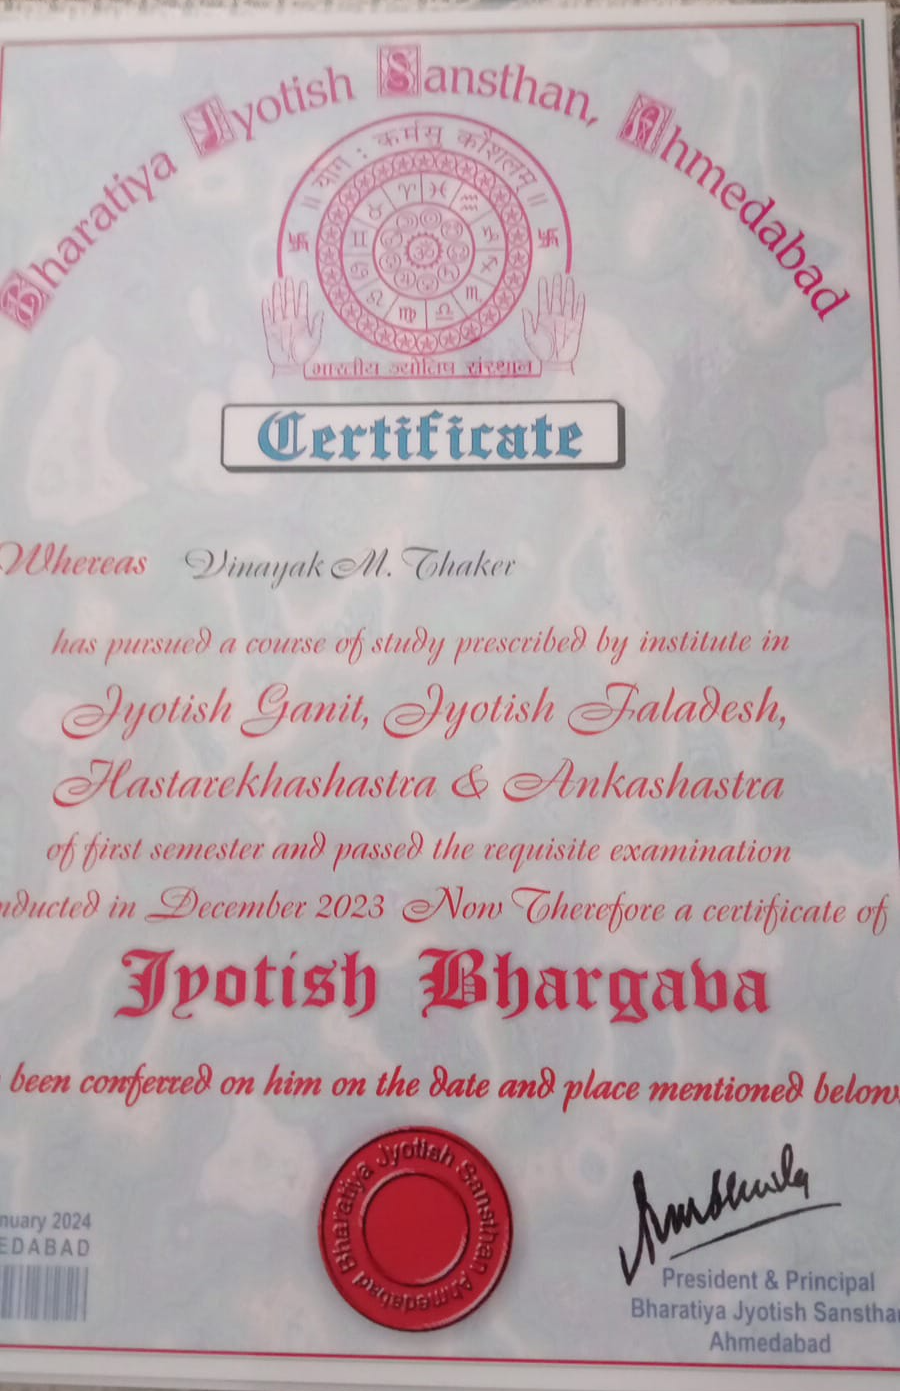 Bharatiya Jyotish Sansthan, Ahmedabad
॥ योग : कर्मसु कौशलम् ॥
भारतीय ज्योतिष संस्थान
Certificate
Whereas Vinayak M. Thaker
has pursued a course of study prescribed by institute in
Jyotish Ganit, Jyotish Faladesh,
Hastarekhashastra & Ankashastra
of first semester and passed the requisite examination
nducted in December 2023 Now Therefore a certificate of
Jyotish Bhargava
been conferred on him on the date and place mentioned below
Bharatiya Jyotish Sansthan Ahmedabad
nuary 2024
EDABAD
President & Principal
Bharatiya Jyotish Sanstha
Ahmedabad